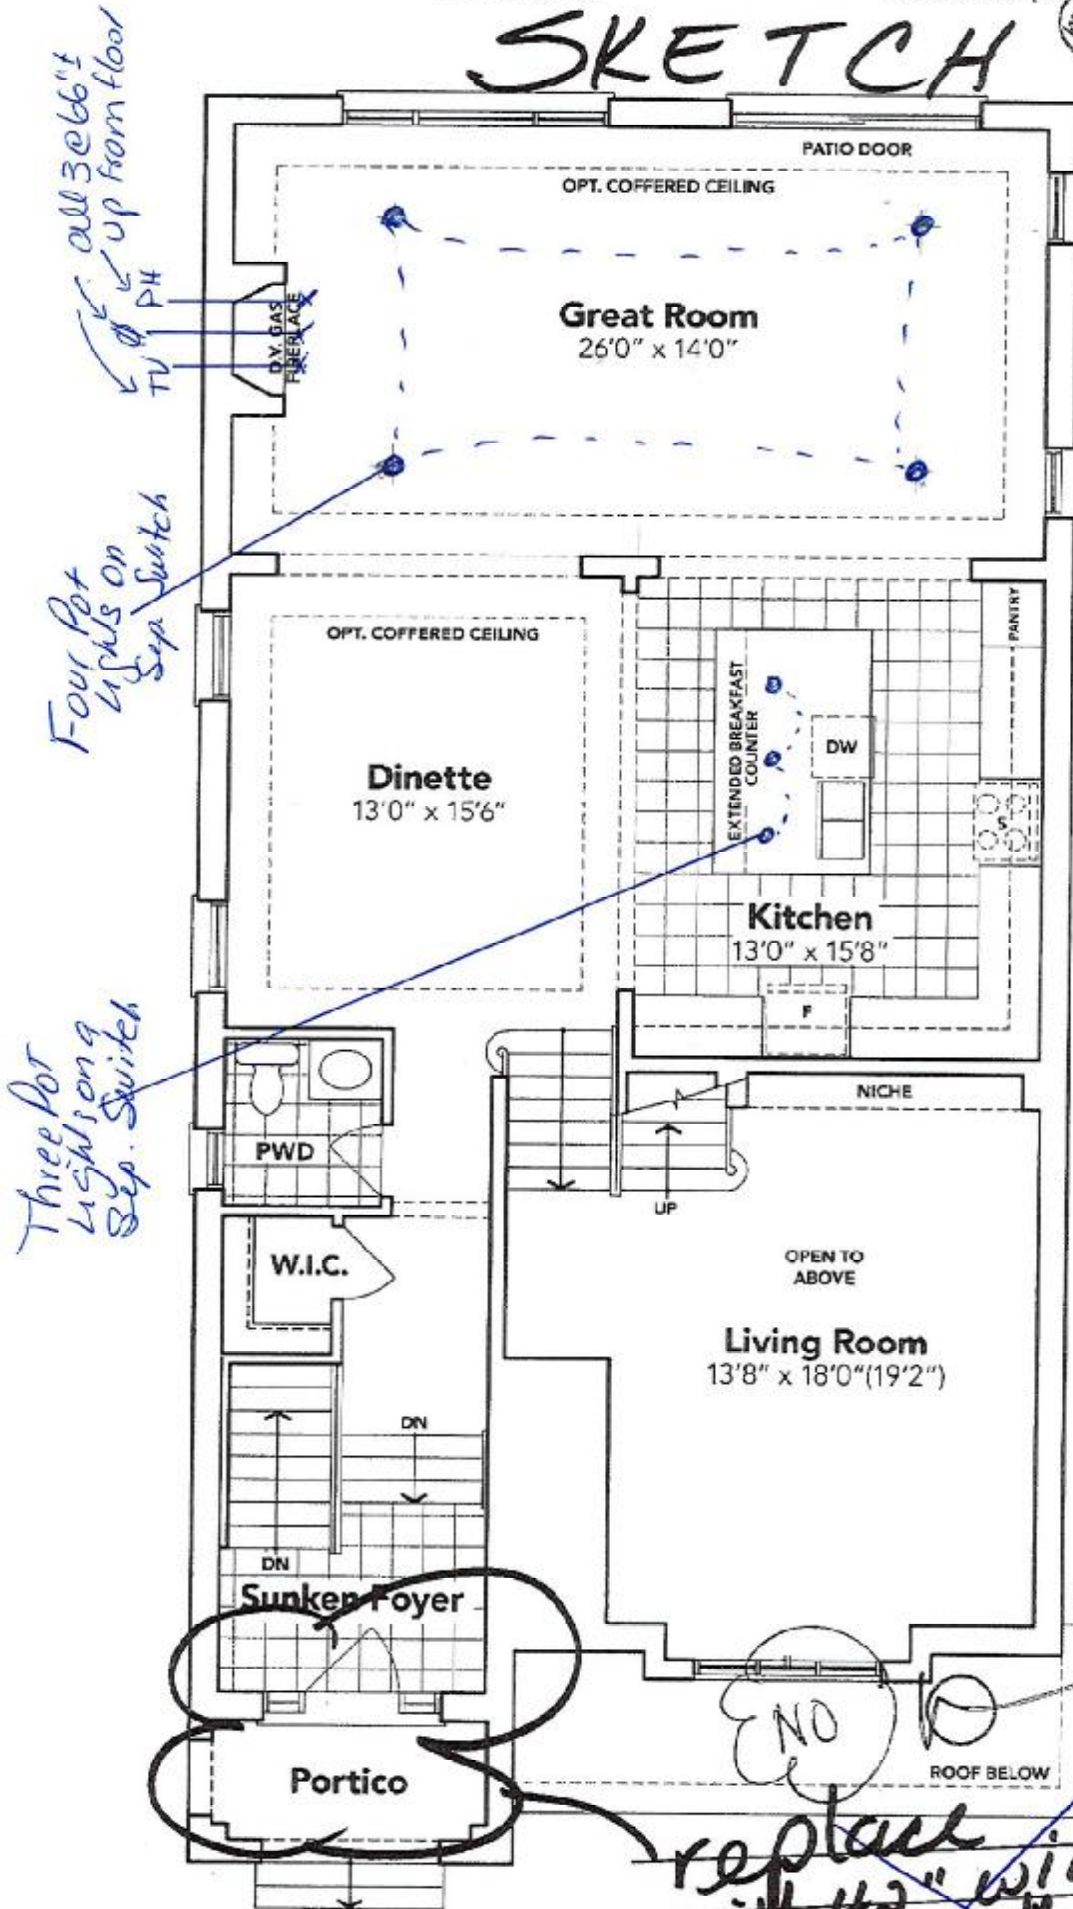 SKETCH
all 3 @ 66"±
up from floor
PH
TV
PATIO DOOR
OPT. COFFERED CEILING
D.V. GAS
FIREPLACE
Great Room
26'0" x 14'0"
Four Pot
Lights on
Sep. Switch
OPT. COFFERED CEILING
PANTRY
EXTENDED BREAKFAST
COUNTER
DW
Dinette
13'0" x 15'6"
S
Kitchen
13'0" x 15'8"
F
Three Pot
Lights on a
Sep. Switch
NICHE
PWD
UP
W.I.C.
OPEN TO
ABOVE
Living Room
13'8" x 18'0"(19'2")
DN
DN
Sunken Foyer
NO
Portico
ROOF BELOW
replace